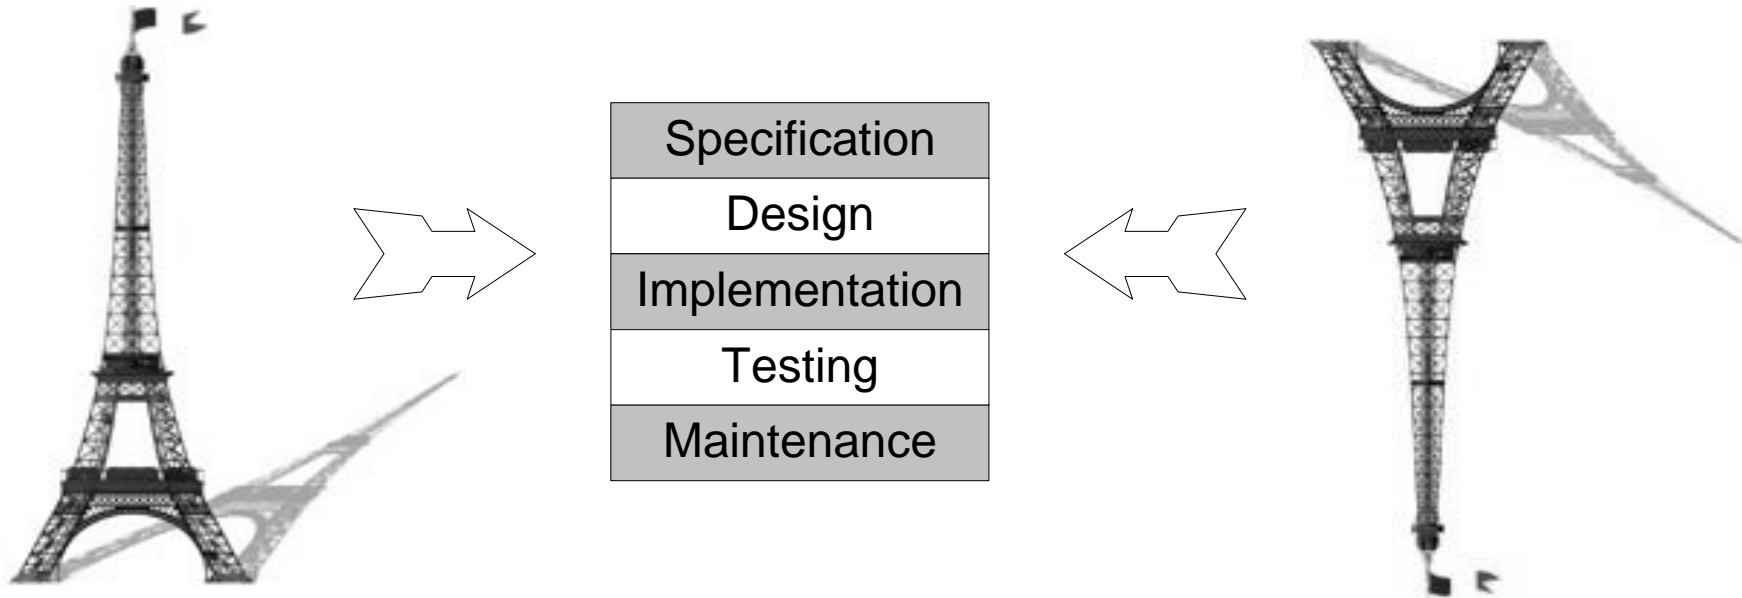 Specification
Design
Implementation
Testing
Maintenance